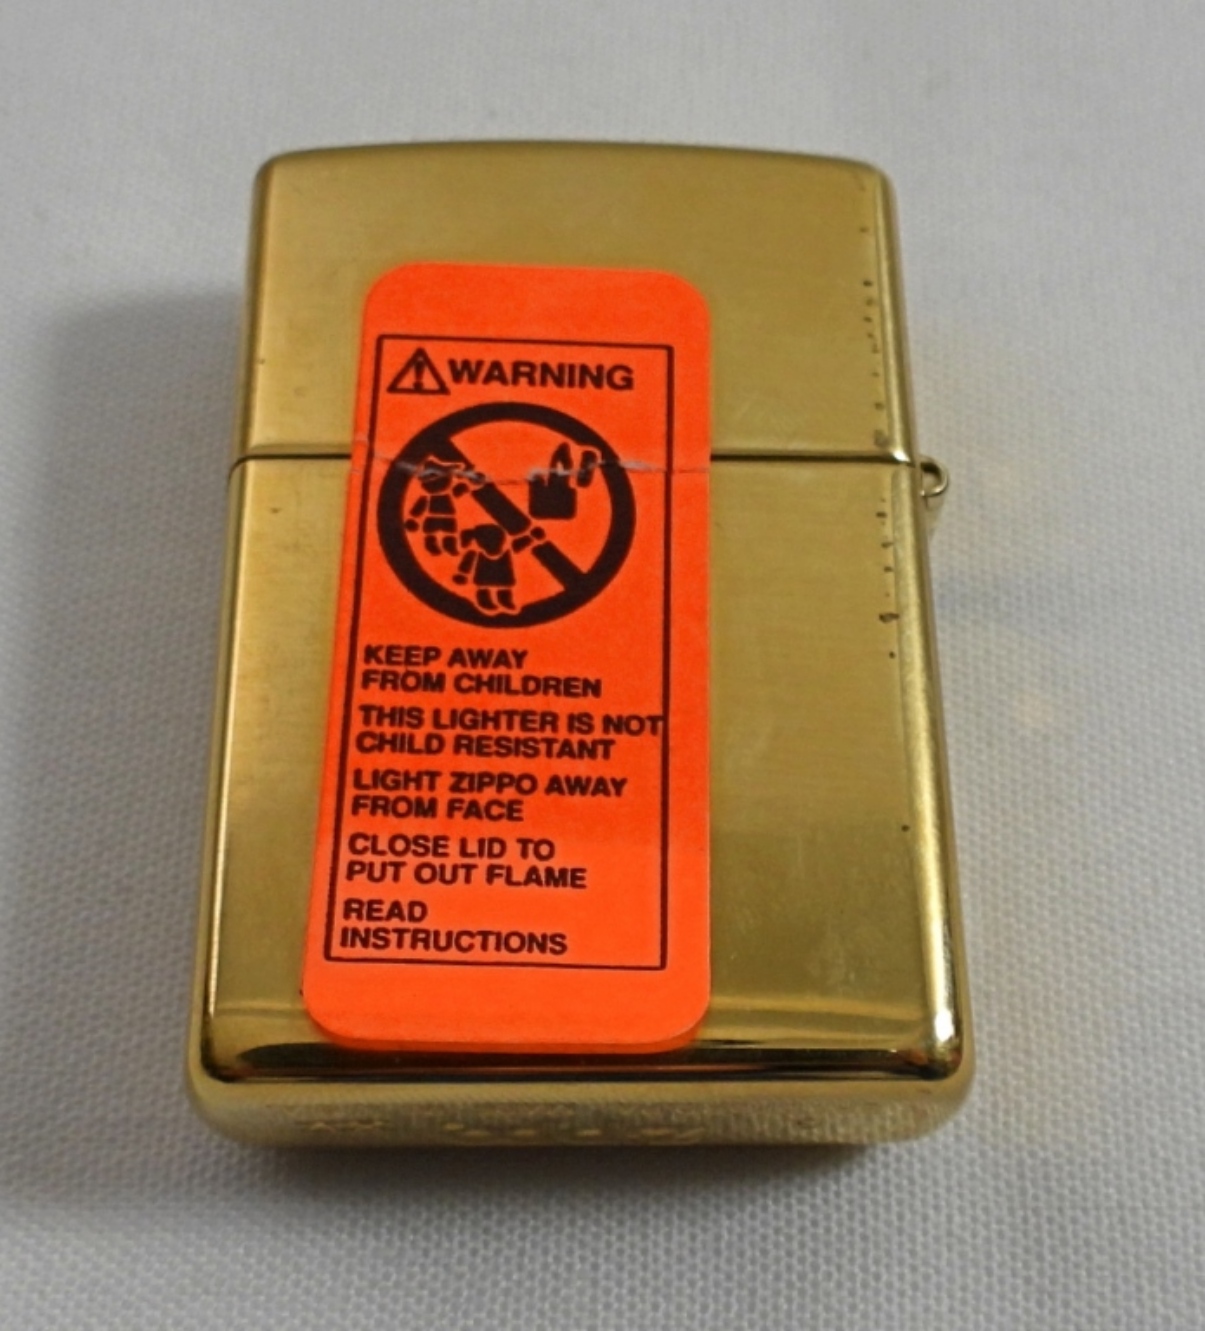 WARNING
KEEP AWAY
FROM CHILDREN
THIS LIGHTER IS NOT
CHILD RESISTANT
LIGHT ZIPPO AWAY
FROM FACE
CLOSE LID TO
PUT OUT FLAME
READ
INSTRUCTIONS